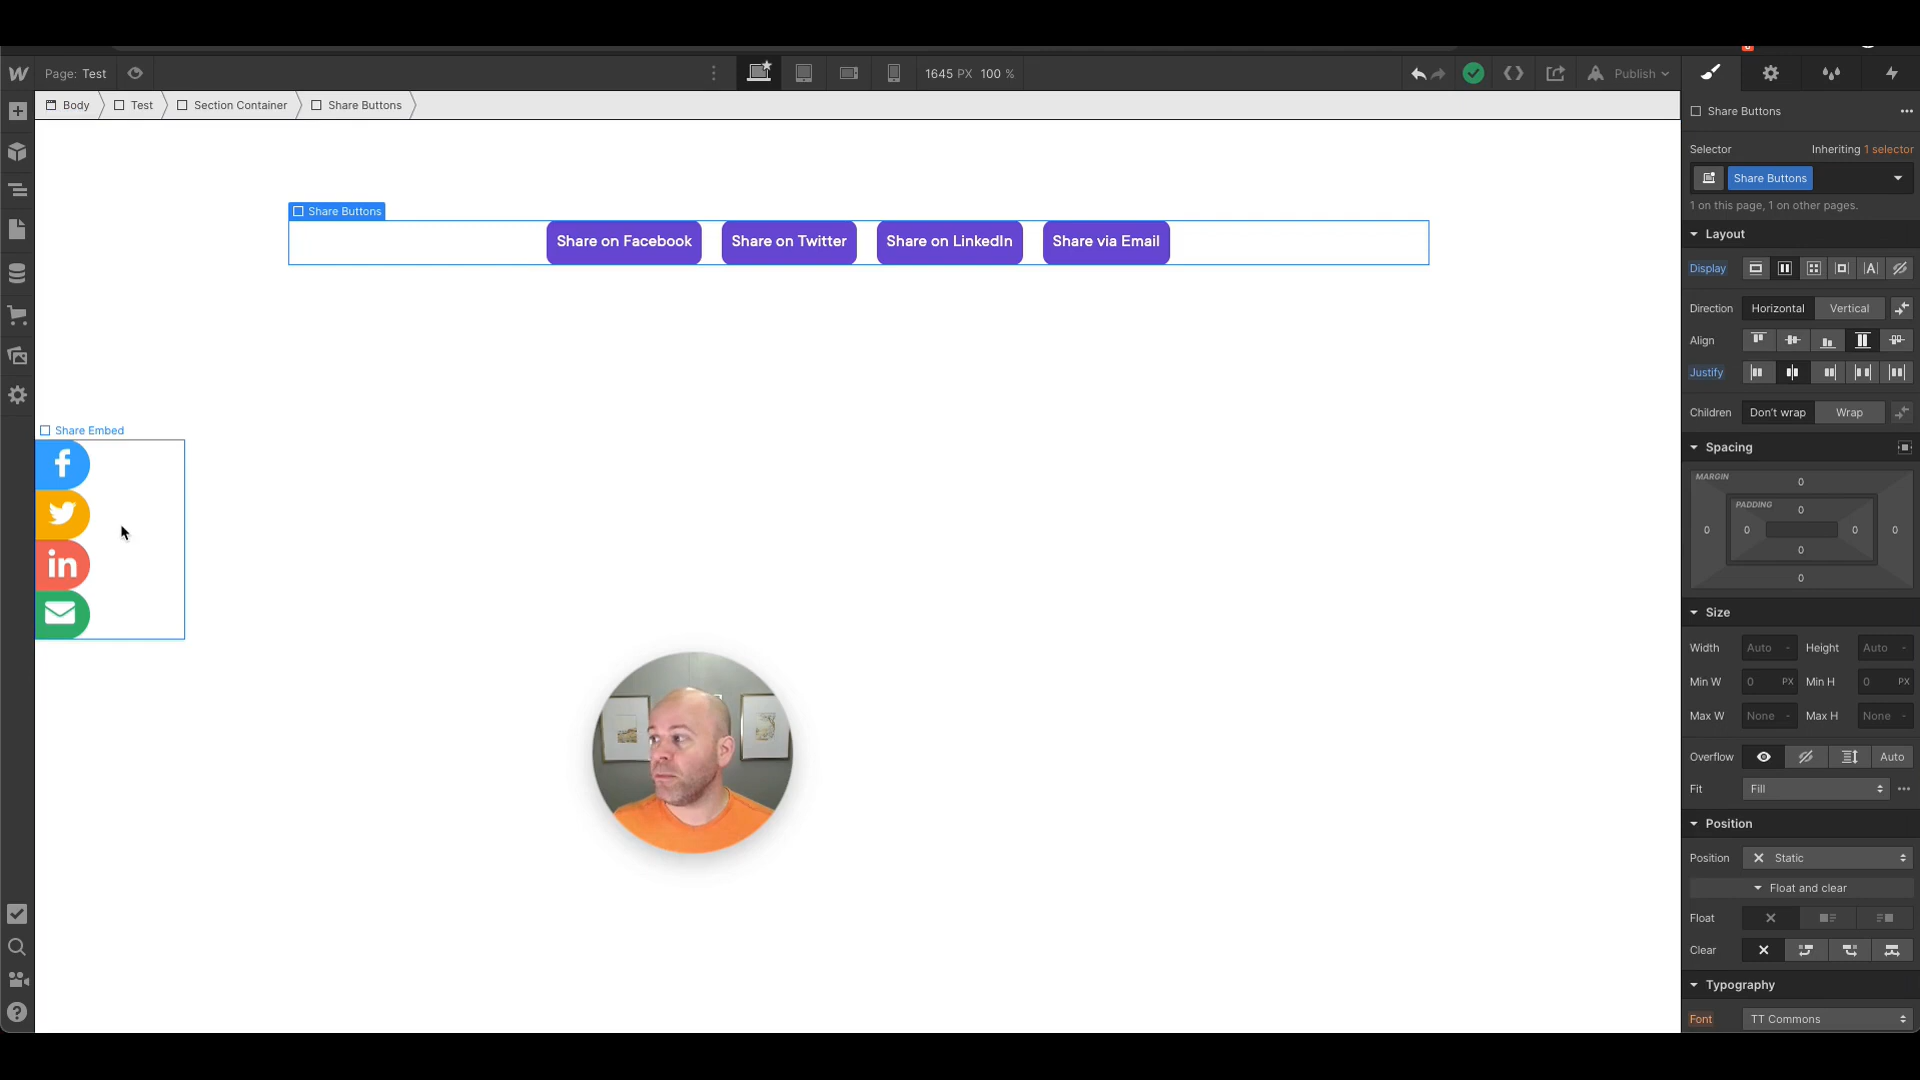 Page: Test
1645 PX 100 %
Publish
Body
Test
Section Container
Share Buttons
Share Buttons
Share on Facebook
Share on Twitter
Share on LinkedIn
Share via Email
Share Embed
f
in
Share Buttons
Selector
Inheriting 1 selector
Share Buttons
1 on this page, 1 on other pages.
Layout
Display
Direction Horizontal Vertical
Align
Justify
Children Don't wrap Wrap
Spacing
MARGIN
0
PADDING
0
0 0 0 0
0
0
Size
Width Auto - Height Auto -
Min W 0 PX Min H 0 PX
Max W None - Max H None -
Overflow Auto
Fit Fill
Position
Position Static
Float and clear
Float
Clear
Typography
Font TT Commons